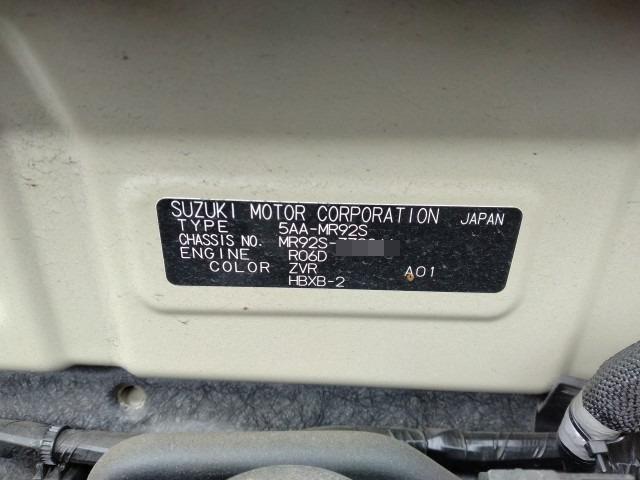 SUZUKI MOTOR CORPORATION JAPAN
TYPE 5AA-MR92S
CHASSIS NO. MR92S-
ENGINE R06D
COLOR ZVR A01
HBXB-2